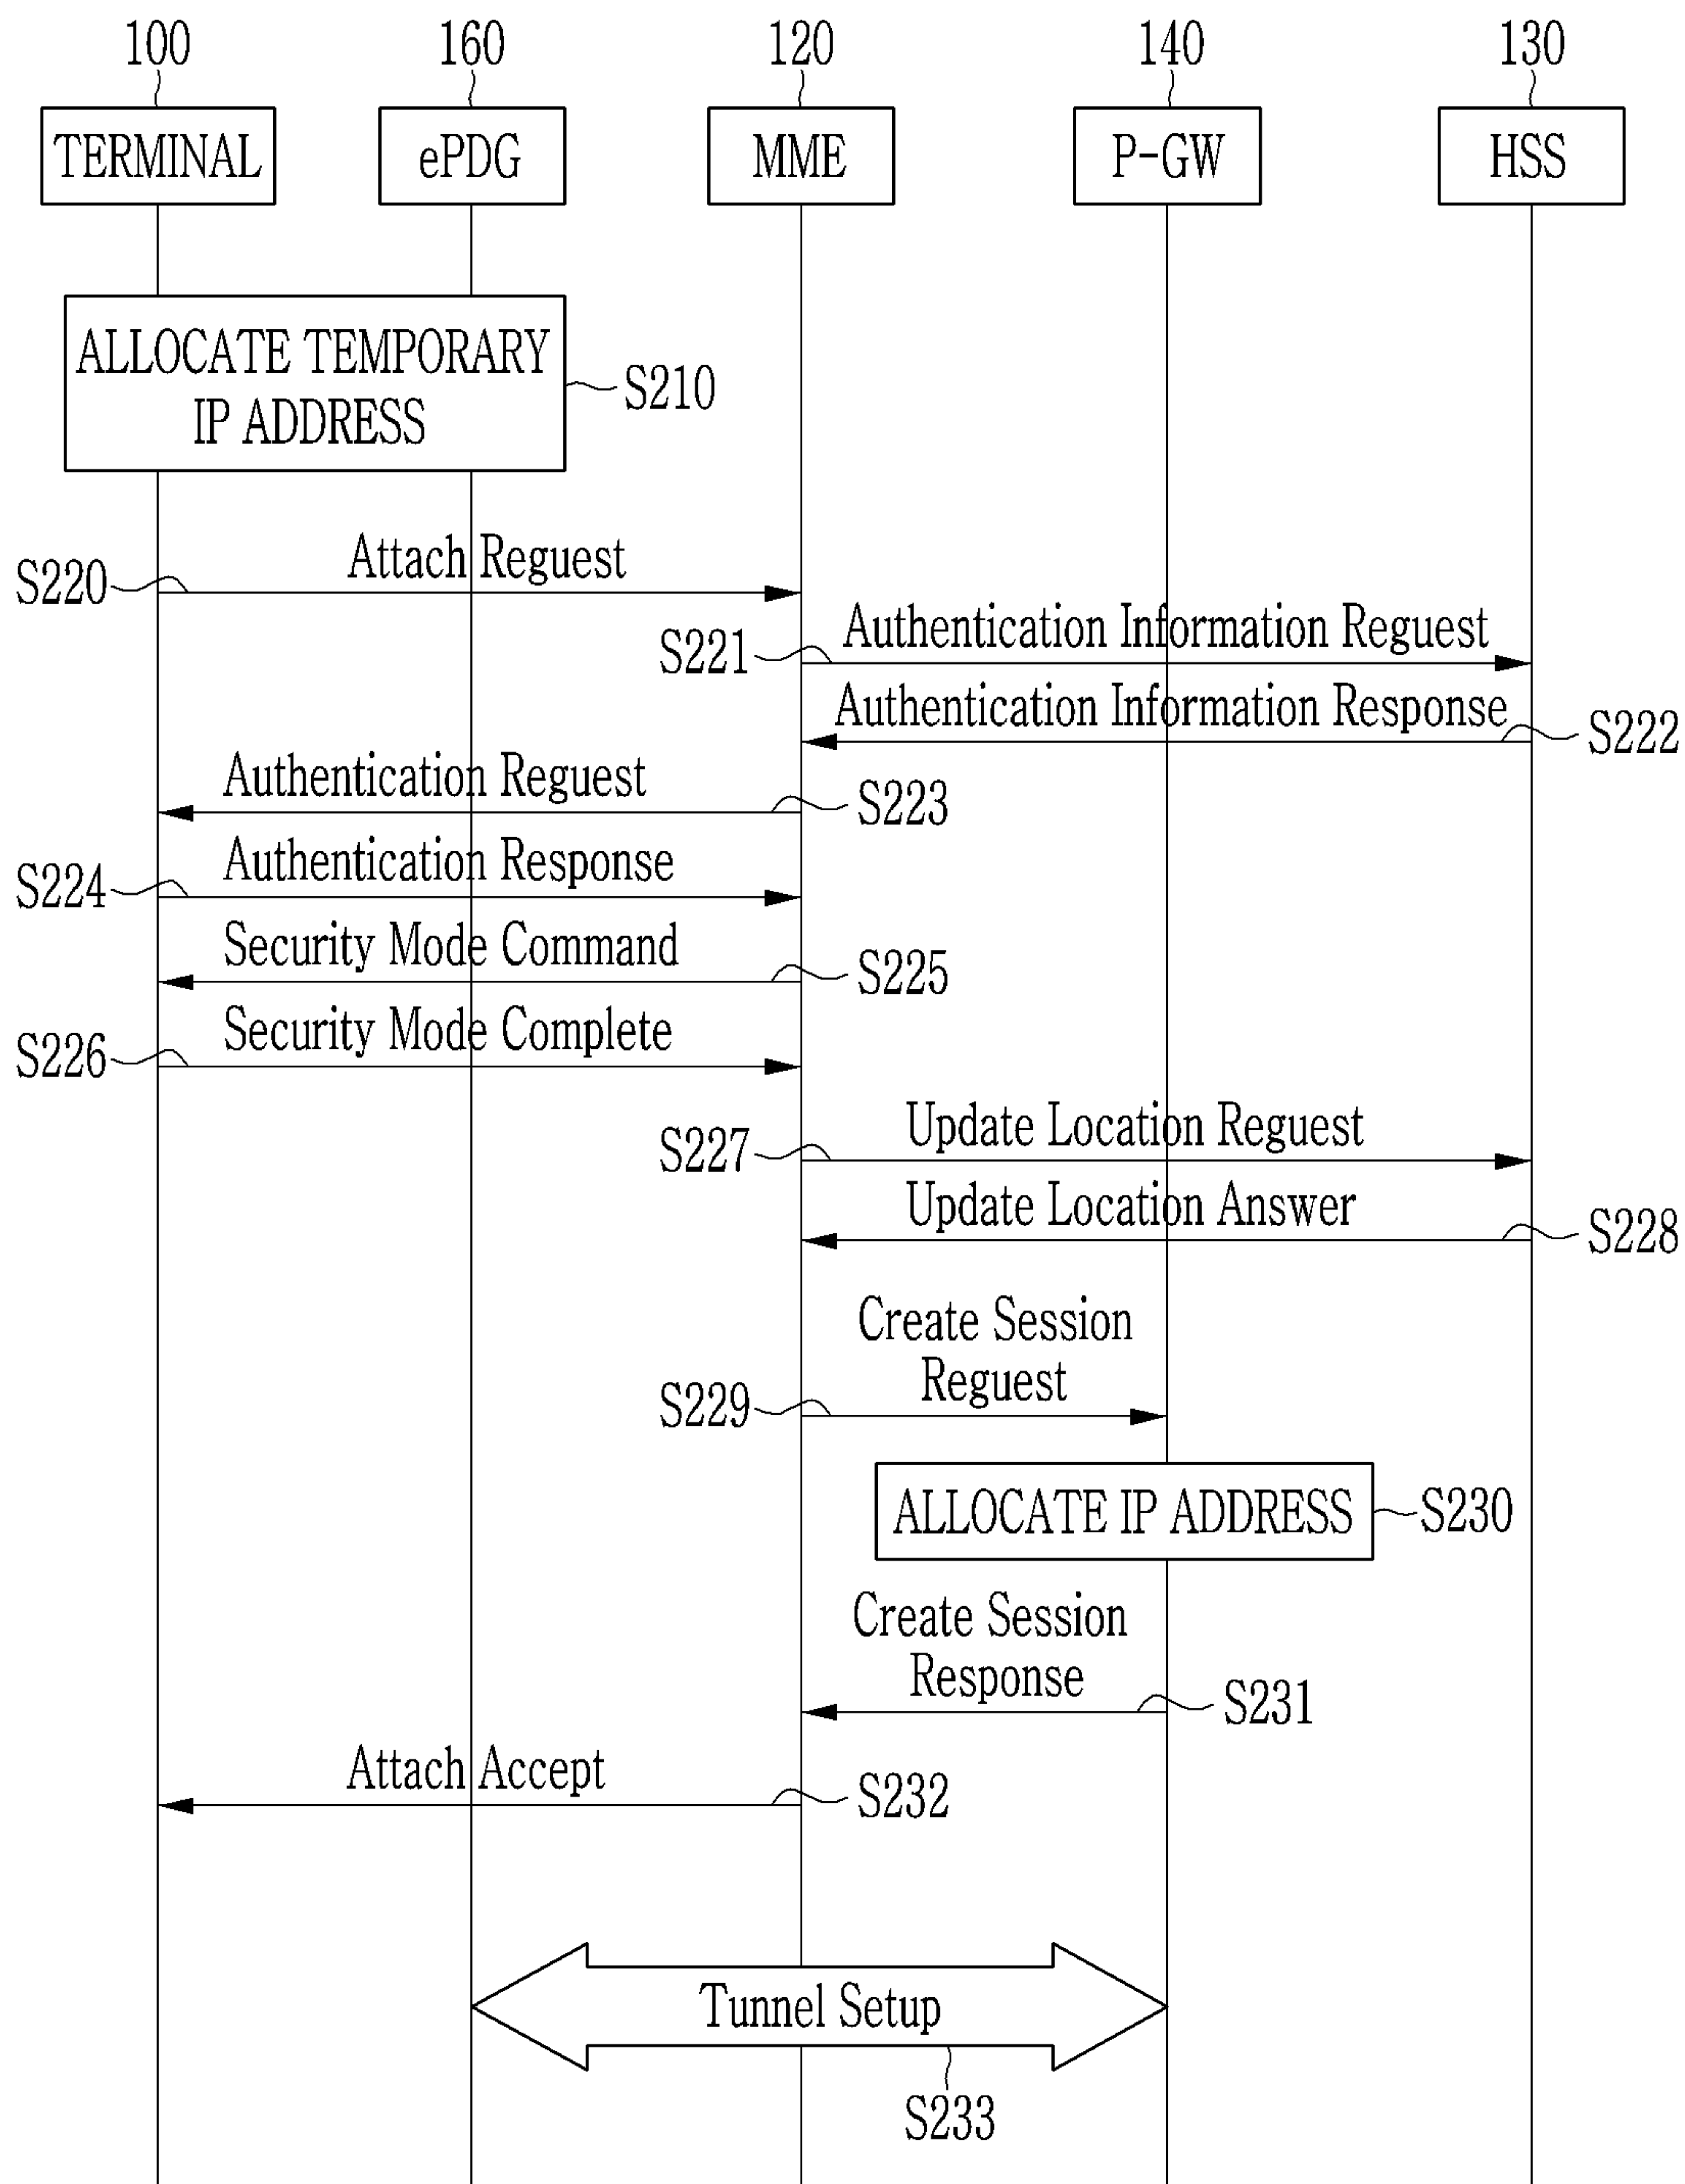 100
160
120
140
130
TERMINAL
ePDG
MME
P-GW
HSS
ALLOCATE TEMPORARY
IP ADDRESS
S210
Attach Reguest
S220
Authentication Information Reguest
S221
Authentication Information Response
S222
Authentication Reguest
S223
Authentication Response
S224
Security Mode Command
S225
Security Mode Complete
S226
Update Location Reguest
S227
Update Location Answer
S228
Create Session
Reguest
S229
ALLOCATE IP ADDRESS
S230
Create Session
Response
S231
Attach Accept
S232
Tunnel Setup
S233